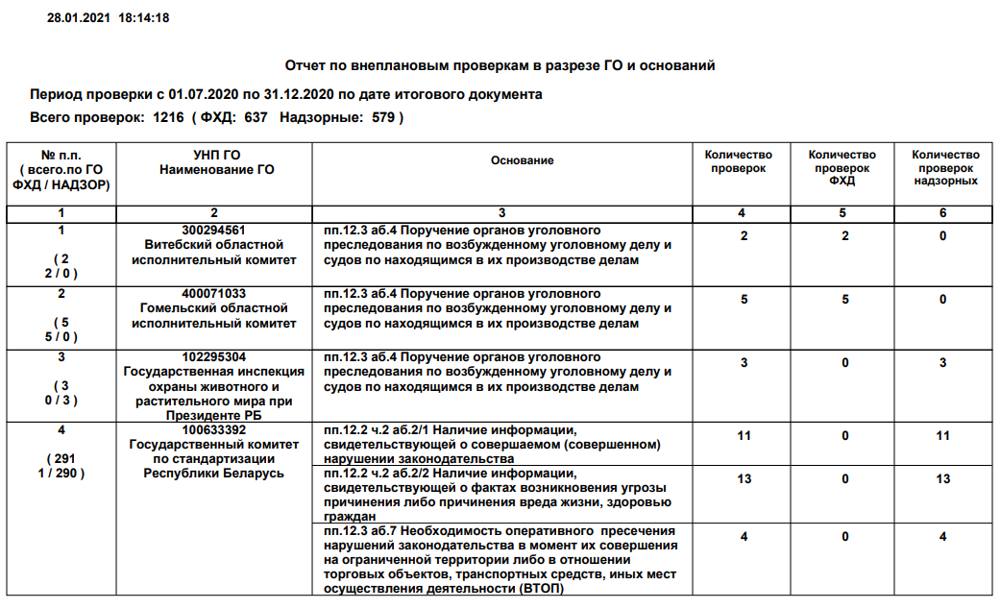 28.01.2021 18:14:18
Отчет по внеплановым проверкам в разрезе ГО и оснований
Период проверки с 01.07.2020 по 31.12.2020 по дате итогового документа
Всего проверок: 1216 ( ФХД: 637 Надзорные: 579 )
№ п.п.
( всего.по ГО
ФХД / НАДЗОР)
УНП ГО
Наименование ГО
Основание
Количество
проверок
Количество
проверок
ФХД
Количество
проверок
надзорных
1 2 3 4 5 6
1
( 2
2 / 0 )
300294561
Витебский областной
исполнительный комитет
пп.12.3 аб.4 Поручение органов уголовного
преследования по возбужденному уголовному делу и
судов по находящимся в их производстве делам
2 2 0
2
( 5
5 / 0 )
400071033
Гомельский областной
исполнительный комитет
пп.12.3 аб.4 Поручение органов уголовного
преследования по возбужденному уголовному делу и
судов по находящимся в их производстве делам
5 5 0
3
( 3
0 / 3 )
102295304
Государственная инспекция
охраны животного и
растительного мира при
Президенте РБ
пп.12.3 аб.4 Поручение органов уголовного
преследования по возбужденному уголовному делу и
судов по находящимся в их производстве делам
3 0 3
4
( 291
1 / 290 )
100633392
Государственный комитет
по стандартизации
Республики Беларусь
пп.12.2 ч.2 аб.2/1 Наличие информации,
свидетельствующей о совершаемом (совершенном)
нарушении законодательства
11 0 11
пп.12.2 ч.2 аб.2/2 Наличие информации,
свидетельствующей о фактах возникновения угрозы
причинения либо причинения вреда жизни, здоровью
граждан
13 0 13
пп.12.3 аб.7 Необходимость оперативного пресечения
нарушений законодательства в момент их совершения
на ограниченной территории либо в отношении
торговых объектов, транспортных средств, иных мест
осуществления деятельности (ВТОП)
4 0 4